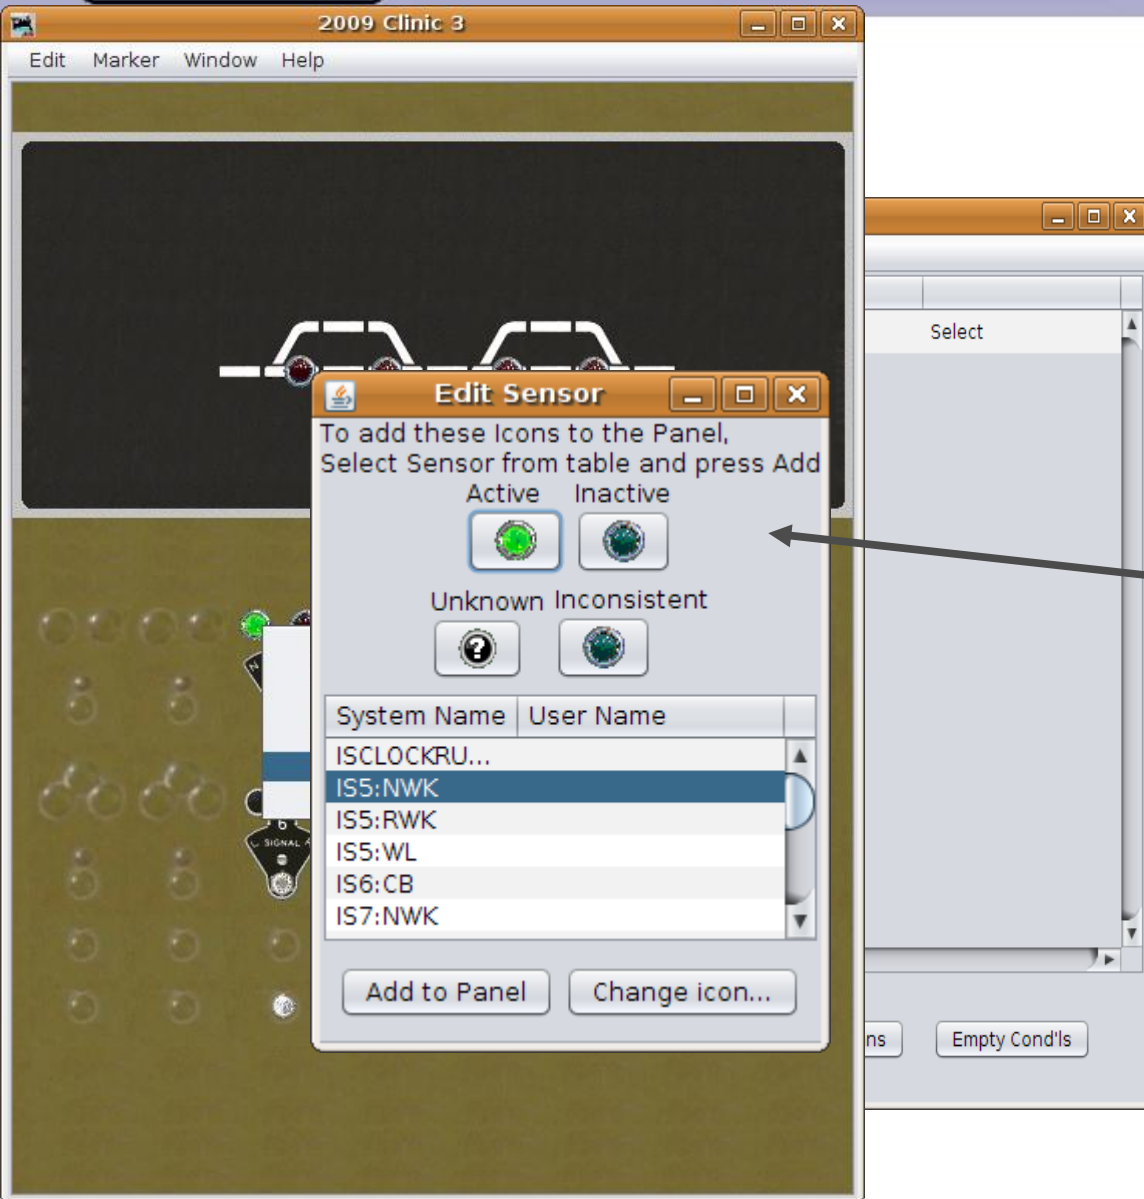 2009 Clinic 3
Edit Marker Window Help
Select
Edit Sensor
To add these Icons to the Panel,
Select Sensor from table and press Add
Active Inactive
Unknown Inconsistent
?
System Name User Name
ISCLOCKRU...
IS5:NWK
IS5:RWK
IS5:WL
IS6:CB
IS7:NWK
N
6
SIGNAL
Add to Panel Change icon...
ns Empty Cond'ls